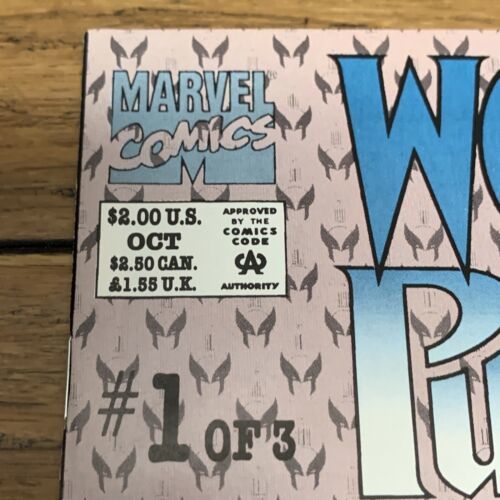 MARVEL
COMICS
M
$2.00 U.S.
OCT
$2.50 CAN.
£1.55 U.K.
APPROVED
BY THE
COMICS
CODE
CA
AUTHORITY
#1 OF 3